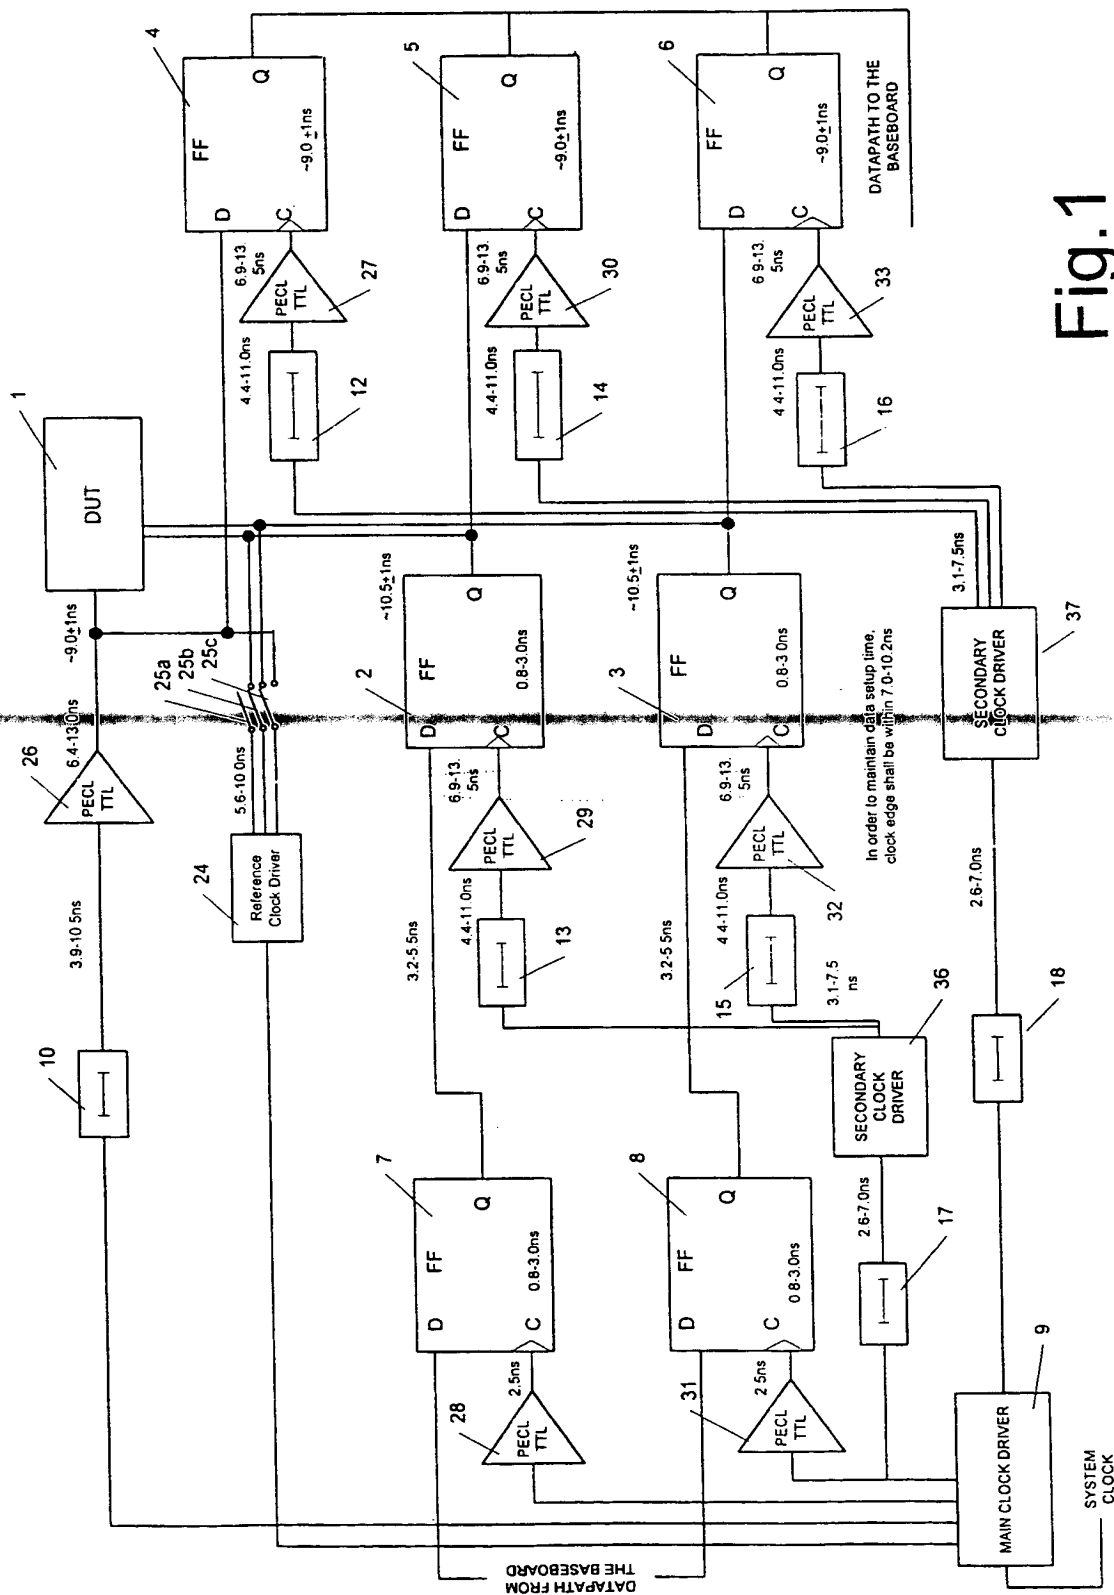 4
FF
Q
D
C
~9.0±1ns
6.9-13.
5ns
PECL
TTL
27
4.4-11.0ns
12
5
FF
Q
D
C
~9.0±1ns
6.9-13.
5ns
PECL
TTL
30
4.4-11.0ns
14
6
FF
Q
D
C
~9.0±1ns
6 9-13.
5ns
PECL
TTL
33
4 4-11.0ns
16
DATAPATH TO THE
BASEBOARD
1
DUT
~9.0±1ns
6.4-13.0ns
26
PECL
TTL
3.9-10 5ns
10
25a
25b
25c
5.6-10 0ns
24
Reference
Clock Driver
2
FF
D
Q
C
0.8-3.0ns
~10.5±1ns
6.9-13.
5ns
PECL
TTL
29
4.4-11.0ns
13
3.2-5.5ns
3
FF
D
Q
C
0.8-3 0ns
~10.5±1ns
6.9-13.
5ns
PECL
TTL
32
4 4-11.0ns
15
3.2-5 5ns
3.1-7.5
ns
In order to maintain data setup time,
clock edge shall be within 7.0-10.2ns
3.1-7.5ns
SECONDARY
CLOCK DRIVER
37
2.6-7.0ns
18
SECONDARY
CLOCK
DRIVER
36
2.6-7.0ns
17
7
FF
D
Q
C
0.8-3.0ns
2.5ns
PECL
TTL
28
8
FF
D
Q
C
0 8-3.0ns
2 5ns
PECL
TTL
31
DATAPATH FROM
THE BASEBOARD
MAIN CLOCK DRIVER
9
SYSTEM
CLOCK
Fig. 1